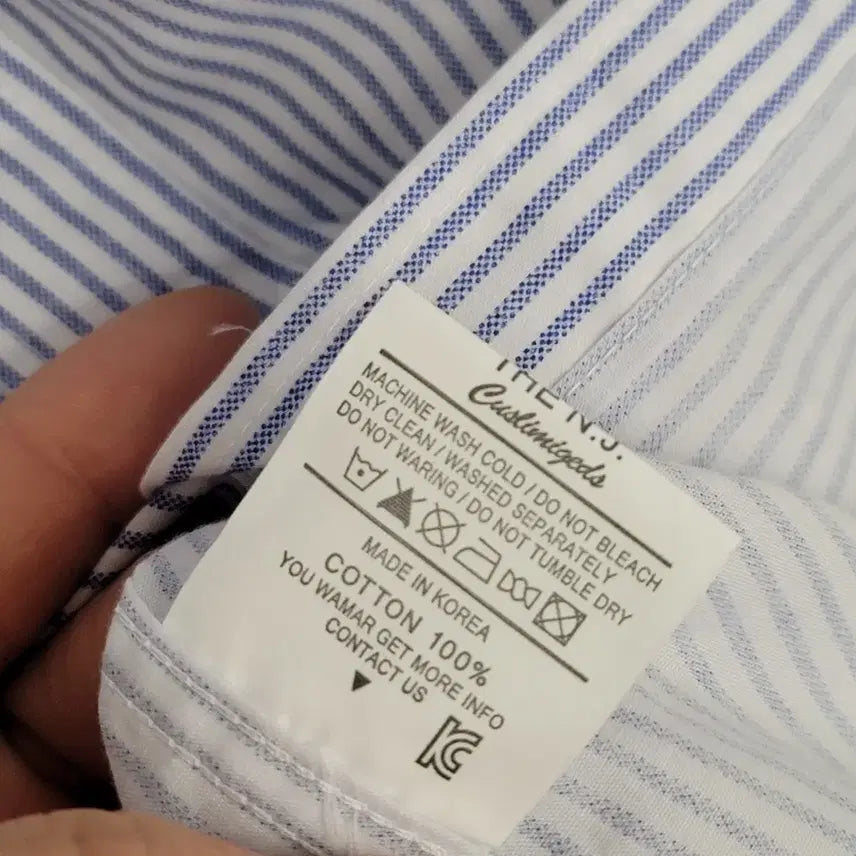 THE N.J.
Custimigeds
MACHINE WASH COLD / DO NOT BLEACH
DRY CLEAN / WASHED SEPARATELY
DO NOT WARING / DO NOT TUMBLE DRY
MADE IN KOREA
COTTON 100%
YOU WAMAR GET MORE INFO
CONTACT US